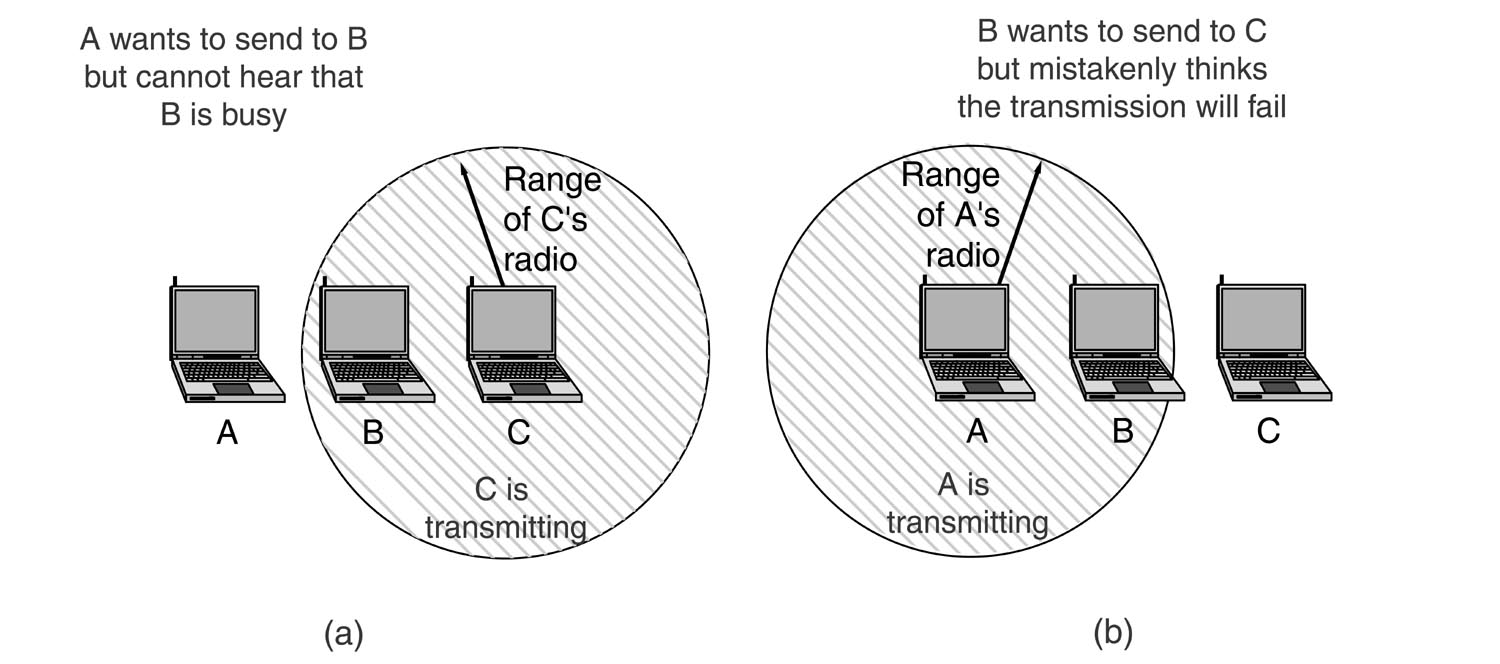 A wants to send to B
but cannot hear that
B is busy
Range
of C's
radio
A
B
C
C is
transmitting
(a)
B wants to send to C
but mistakenly thinks
the transmission will fail
Range
of A's
radio
A
B
C
A is
transmitting
(b)